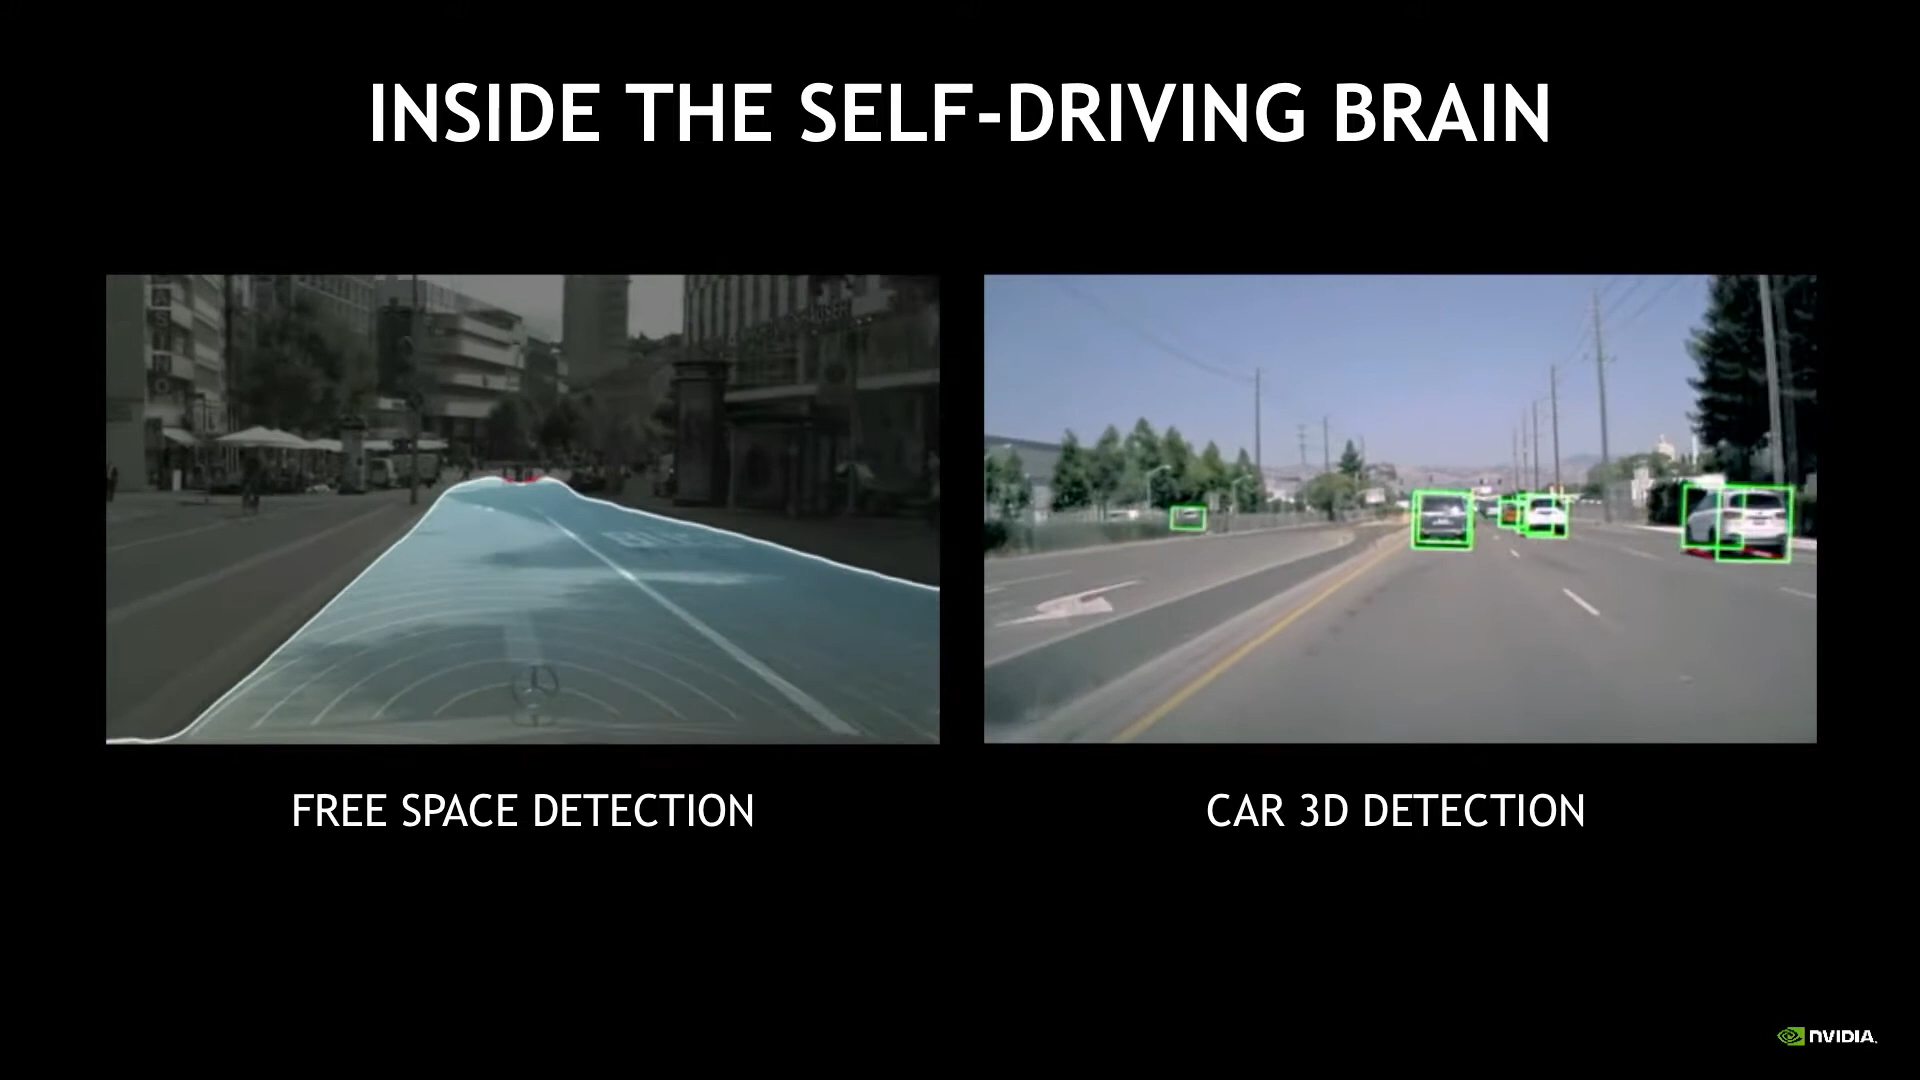 INSIDE THE SELF-DRIVING BRAIN
FREE SPACE DETECTION
CAR 3D DETECTION
NVIDIA.